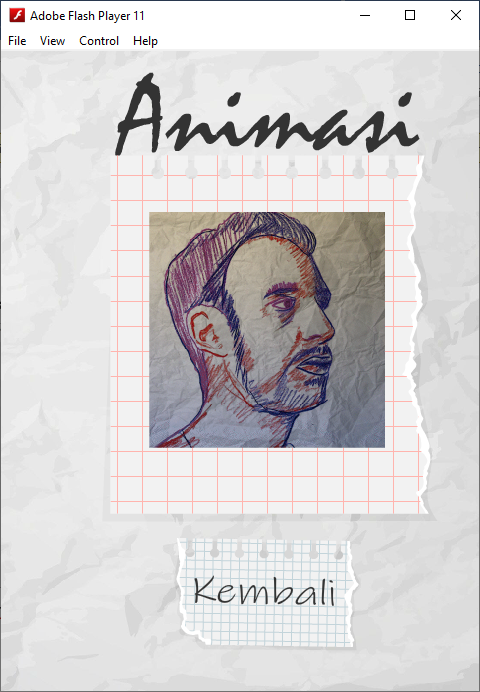 Adobe Flash Player 11
File View Control Help
Animasi
Kembali